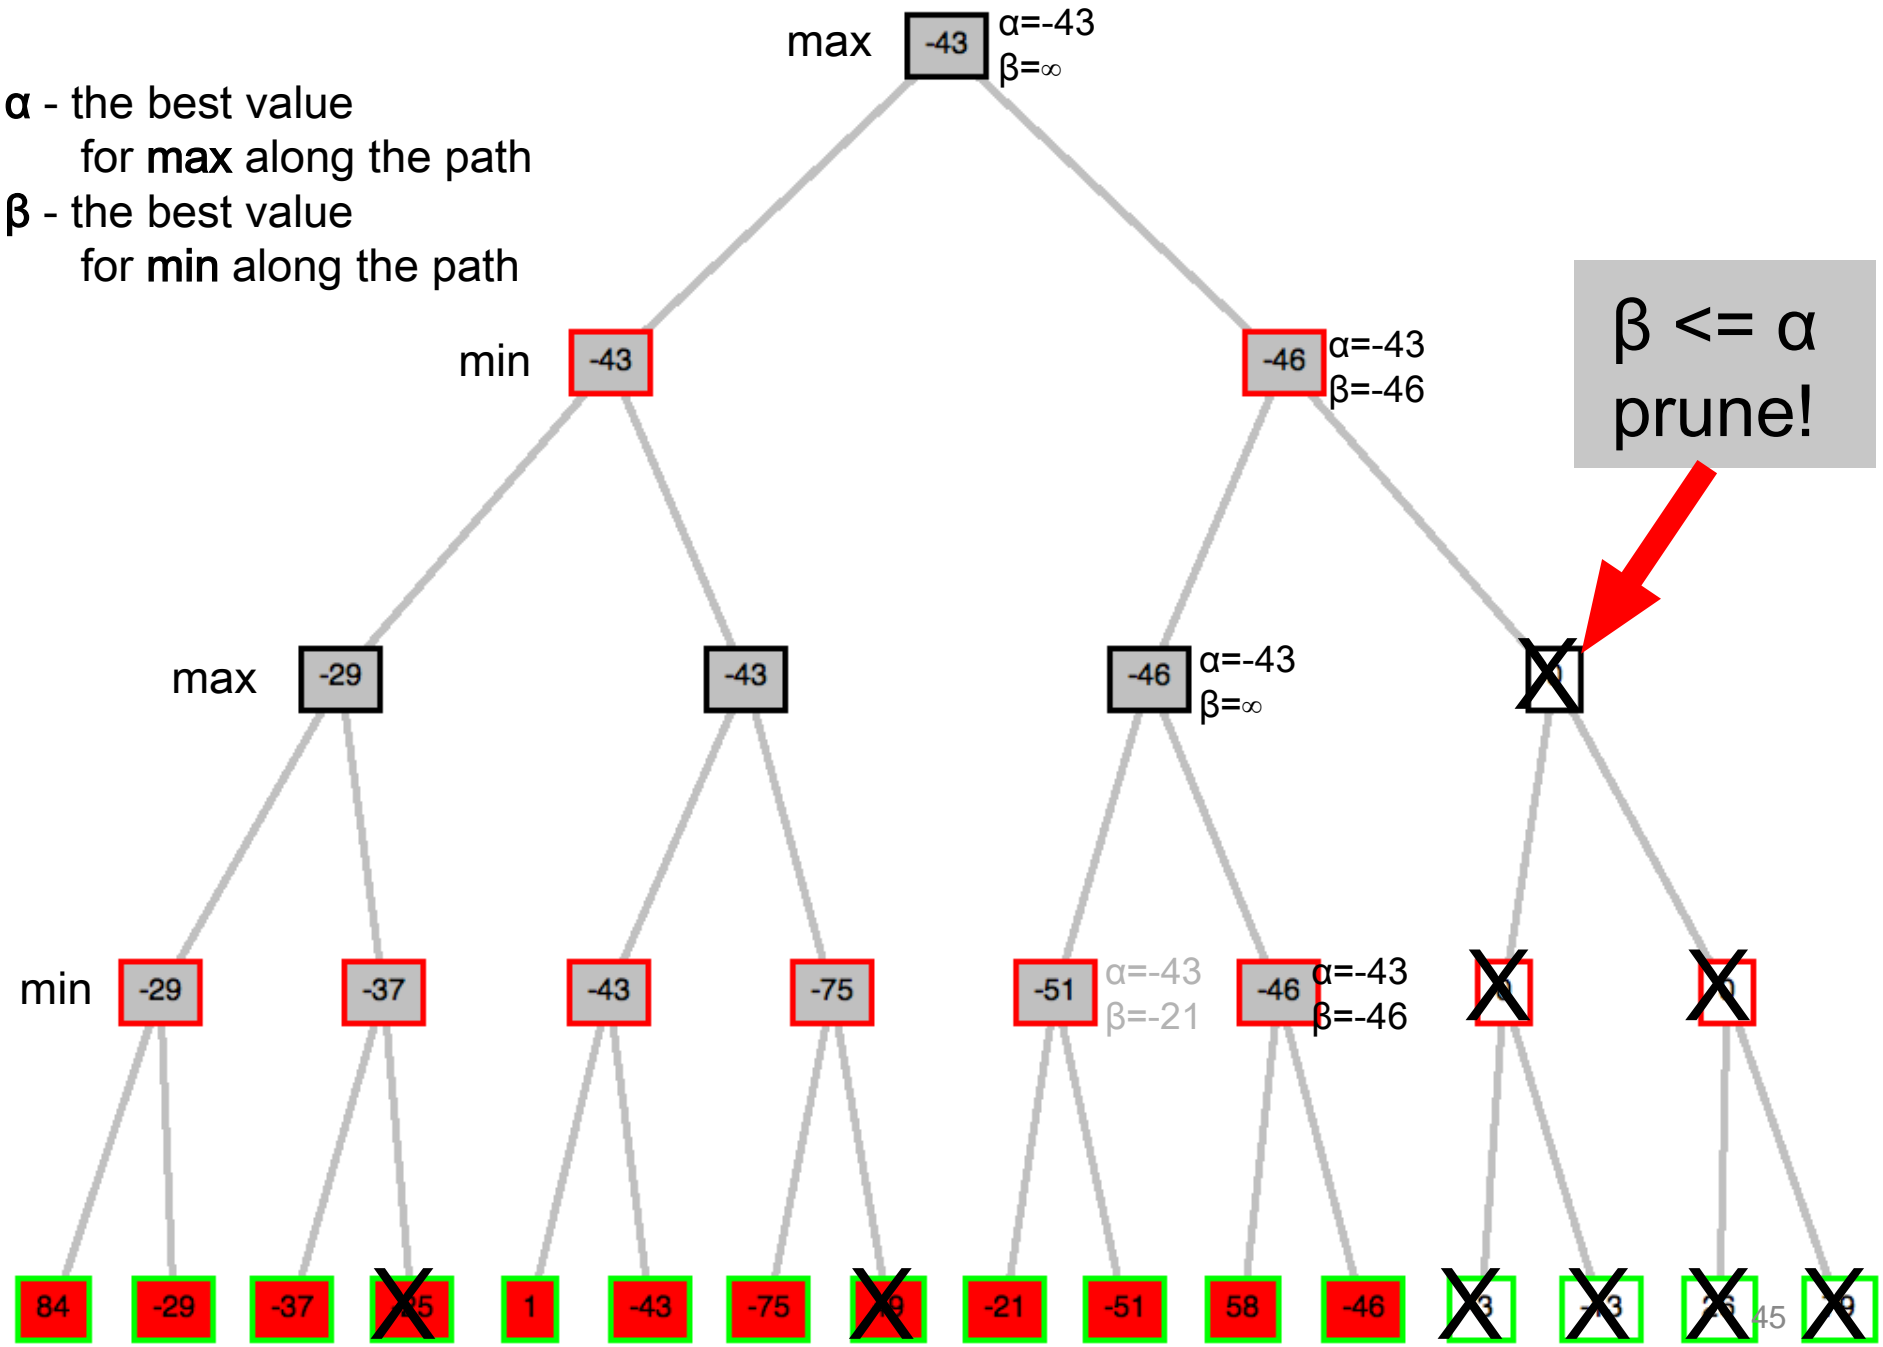 max -43 α=-43
β=∞
α - the best value
for max along the path
β - the best value
for min along the path
β <= α
prune!
min -43 -46 α=-43
β=-46
max -29 -43 -46 α=-43
β=∞
min -29 -37 -43 -75 -51 α=-43 -46 α=-43
β=-21 β=-46
84 -29 -37 1 -43 -75 -21 -51 58 -46 45